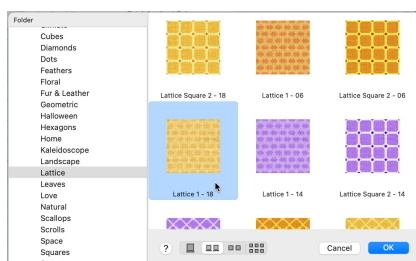 Folder
Climate
Cubes
Diamonds
Dots
Feathers
Floral
Fur & Leather
Geometric
Halloween
Hexagons
Home
Kaleidoscope
Landscape
Lattice
Leaves
Love
Natural
Scallops
Scrolls
Space
Squares
Lattice Square 2 - 18
Lattice 1 - 06
Lattice Square 2 - 06
Lattice 1 - 18
Lattice 1 - 14
Lattice Square 2 - 14
?
Cancel
OK